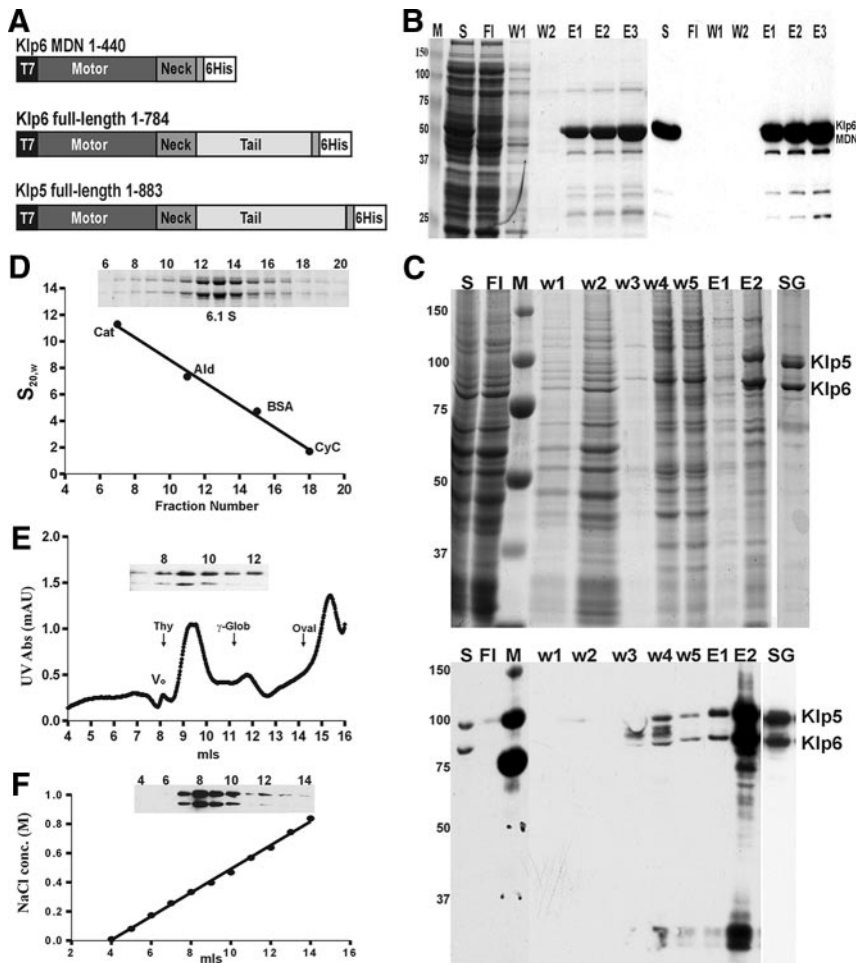 A
Klp6 MDN 1-440
T7 Motor Neck 6His
Klp6 full-length 1-784
T7 Motor Neck Tail 6His
Klp5 full-length 1-883
T7 Motor Neck Tail 6His
B
M S Fl W1 W2 E1 E2 E3 S Fl W1 W2 E1 E2 E3
150
100
75
50
37
25
Klp6
MDN
C
S Fl M w1 w2 w3 w4 w5 E1 E2 SG
150
100
75
50
37
Klp5
Klp6
S Fl M w1 w2 w3 w4 w5 E1 E2 SG
150
100
75
50
37
Klp5
Klp6
D
6 8 10 12 13 14 16 18 20
6.1 S
S20,w
14
12
10
8
6
4
2
0
Cat
Ald
BSA
CyC
4 6 8 10 12 14 16 18 20
Fraction Number
E
8 10 12
UV Abs (mAU)
2.0
1.5
1.0
0.5
0.0
Thy
γ-Glob
Oval
Vo
4 5 6 7 8 9 10 11 12 13 14 15 16
mls
F
4 6 8 10 12 14
NaCl conc. (M)
1.0
0.8
0.6
0.4
0.2
0.0
2 4 6 8 10 12 14 16
mls